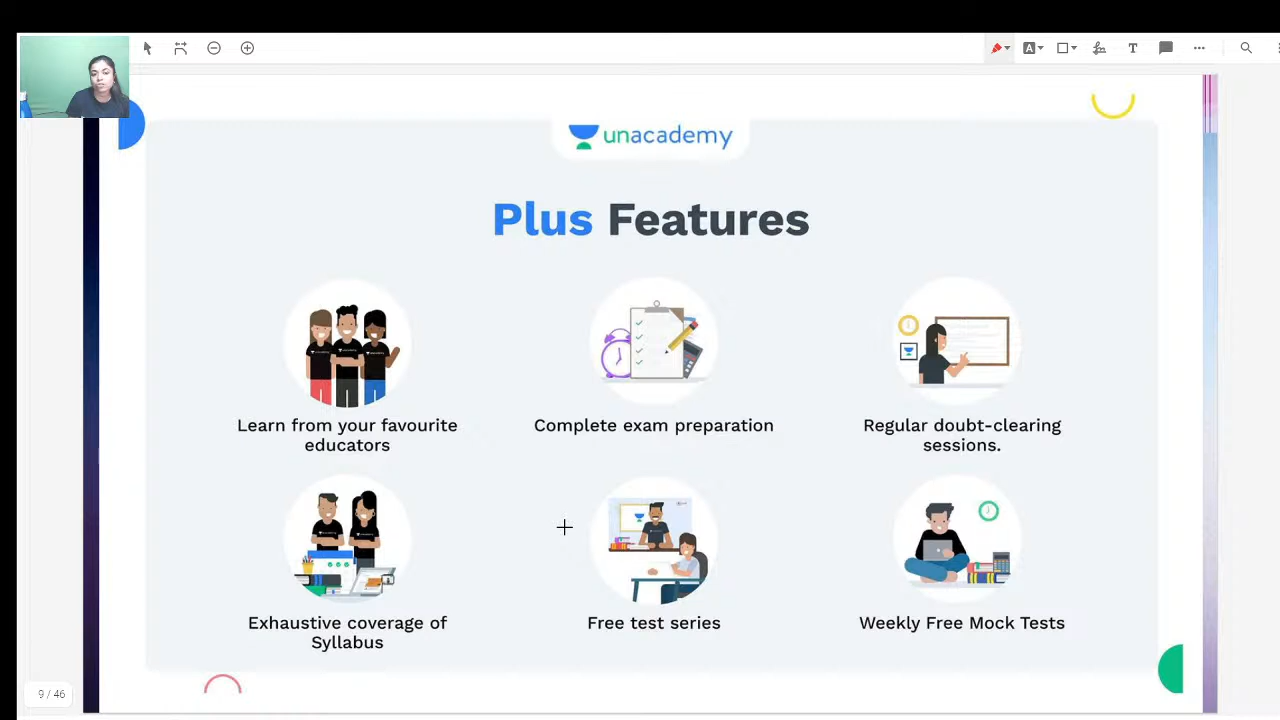 unacademy
Plus Features
Learn from your favourite
educators
Complete exam preparation
Regular doubt-clearing
sessions.
Exhaustive coverage of
Syllabus
Free test series
Weekly Free Mock Tests
9 / 46